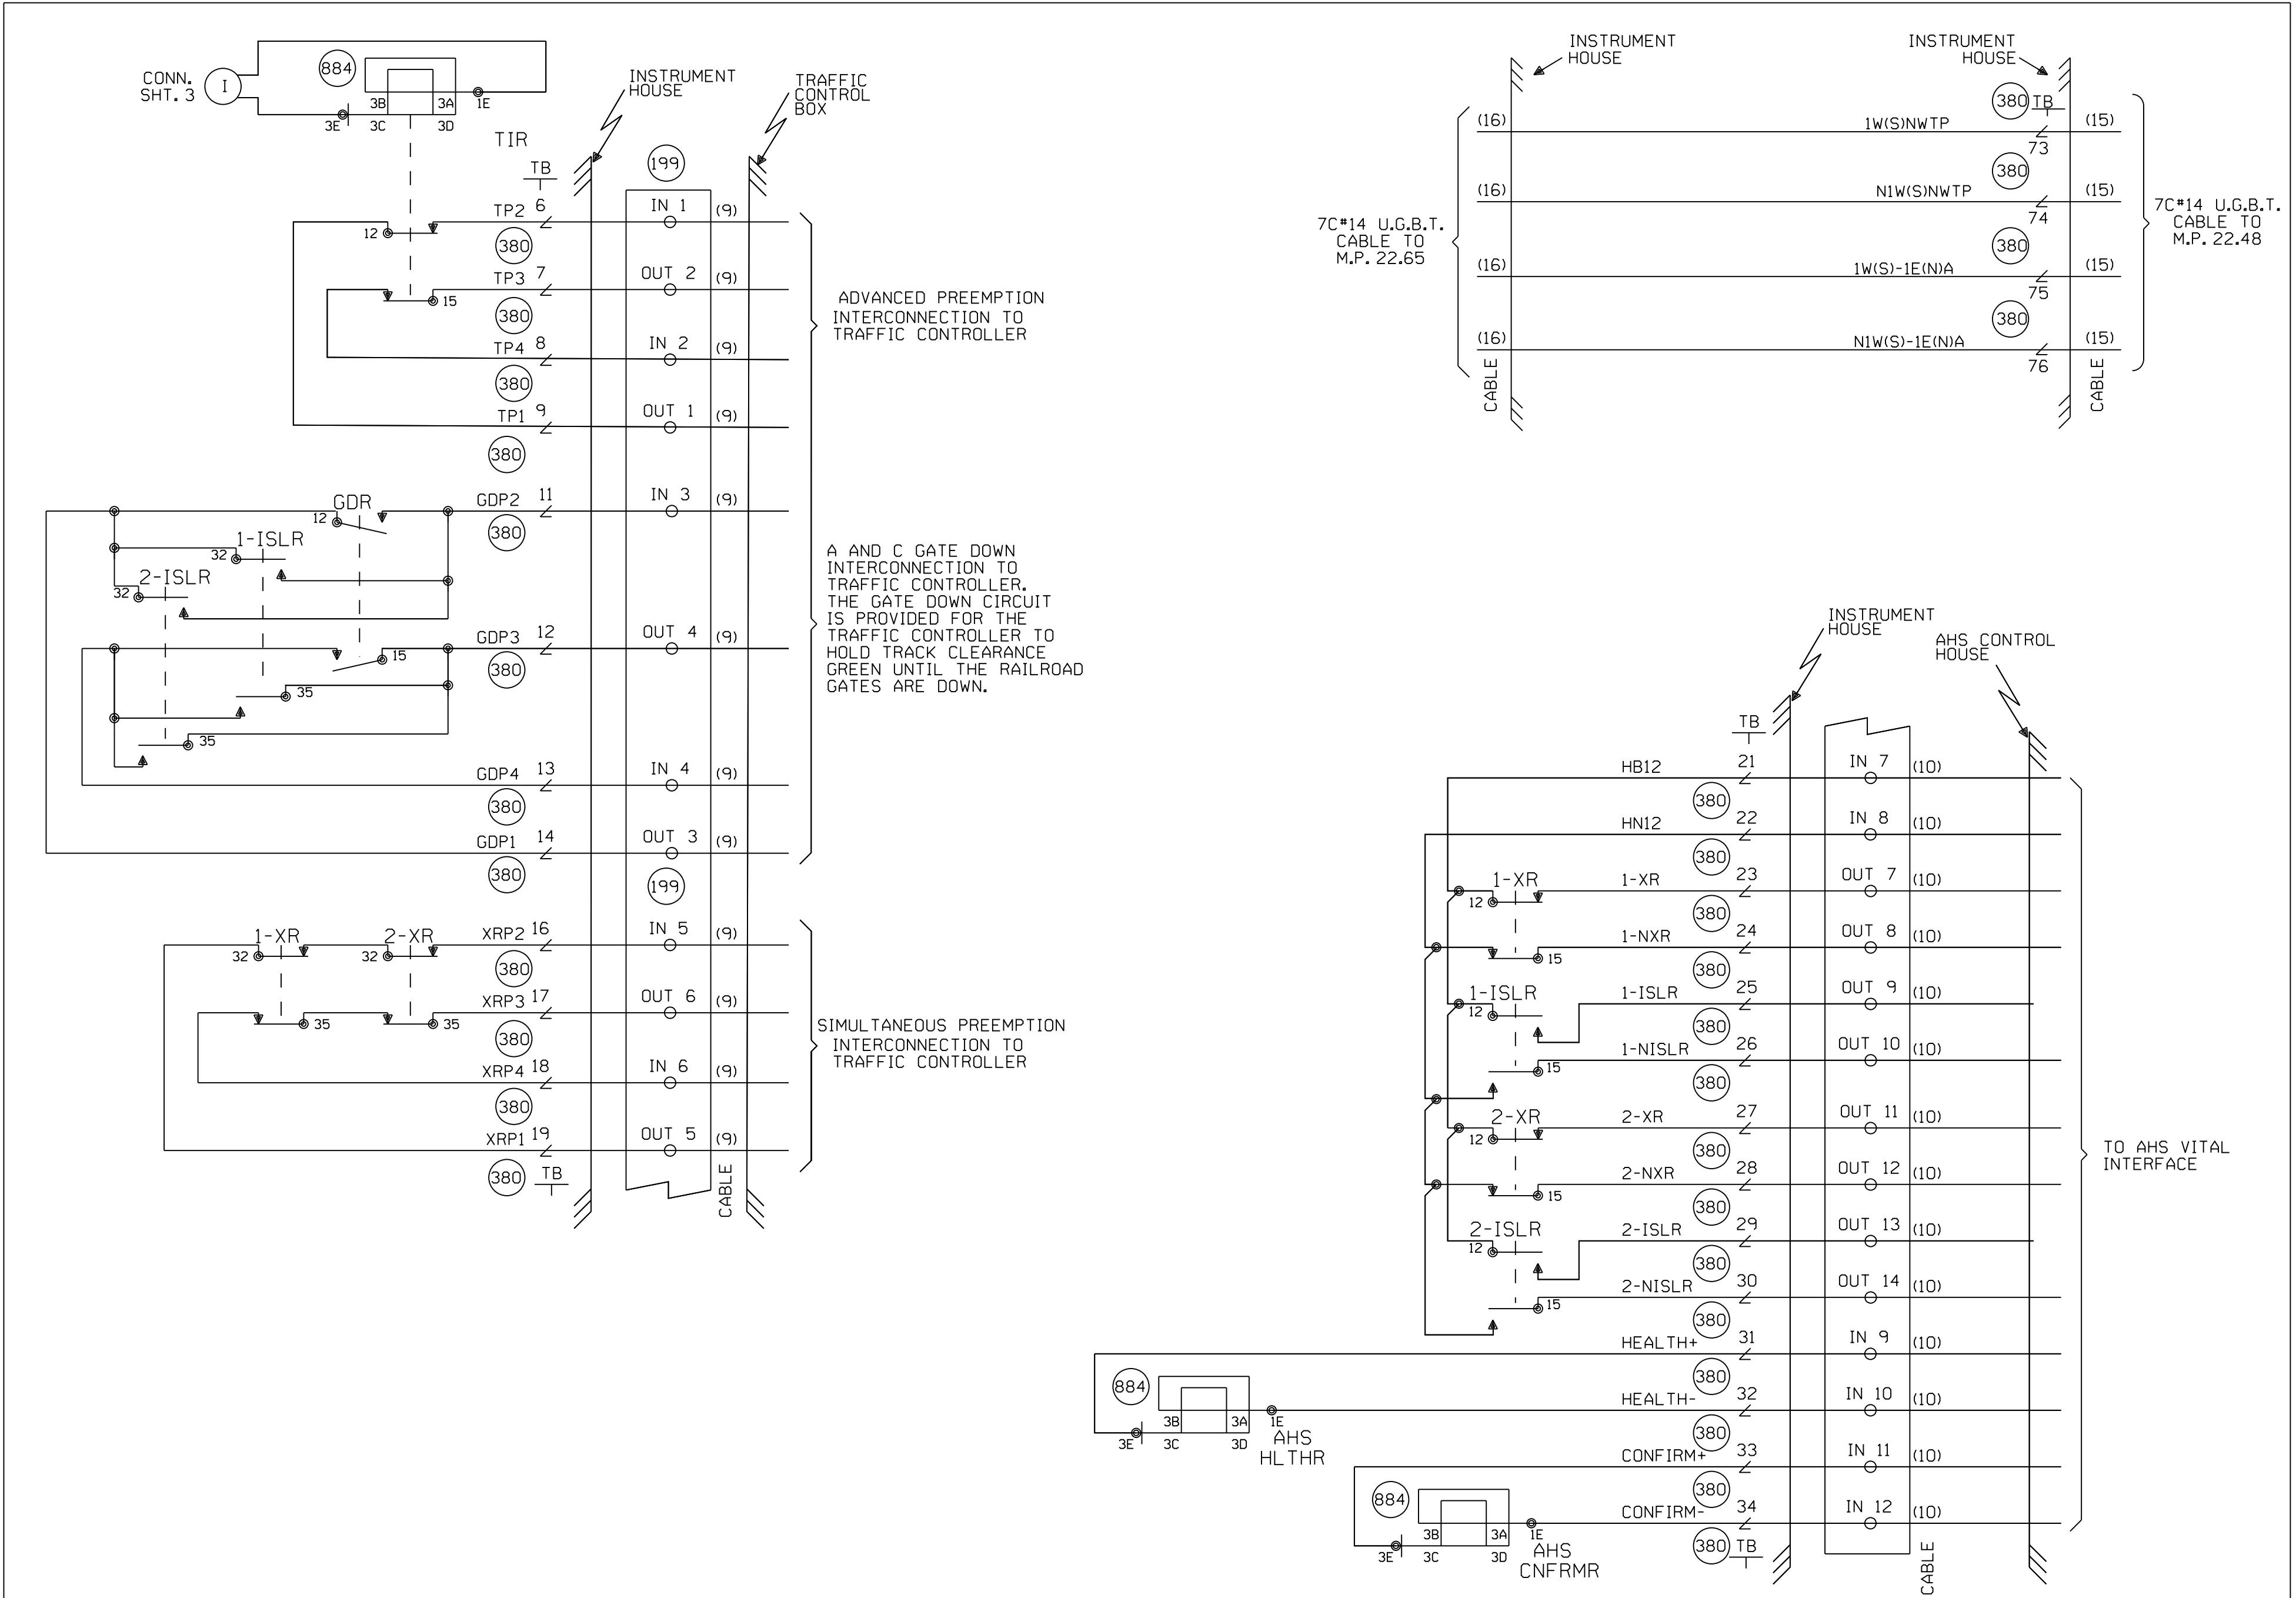 CONN.
SHT. 3
I
884
3B
3A
1E
3E
3C
3D
TIR
INSTRUMENT
HOUSE
TRAFFIC
CONTROL
BOX
TB
199
TP2 6
IN 1
(9)
12
380
TP3 7
OUT 2
(9)
15
380
TP4 8
IN 2
(9)
380
TP1 9
OUT 1
(9)
380
ADVANCED PREEMPTION
INTERCONNECTION TO
TRAFFIC CONTROLLER
GDR
12
GDP2 11
IN 3
(9)
380
1-ISLR
32
2-ISLR
32
GDP3 12
OUT 4
(9)
15
380
35
35
GDP4 13
IN 4
(9)
380
GDP1 14
OUT 3
(9)
380
199
A AND C GATE DOWN
INTERCONNECTION TO
TRAFFIC CONTROLLER.
THE GATE DOWN CIRCUIT
IS PROVIDED FOR THE
TRAFFIC CONTROLLER TO
HOLD TRACK CLEARANCE
GREEN UNTIL THE RAILROAD
GATES ARE DOWN.
1-XR
2-XR
XRP2 16
IN 5
(9)
32
32
380
XRP3 17
OUT 6
(9)
35
35
380
XRP4 18
IN 6
(9)
380
XRP1 19
OUT 5
(9)
380
TB
CABLE
SIMULTANEOUS PREEMPTION
INTERCONNECTION TO
TRAFFIC CONTROLLER
INSTRUMENT
HOUSE
INSTRUMENT
HOUSE
380
TB
(16)
1W(S)NWTP
73
(15)
380
(16)
N1W(S)NWTP
74
(15)
380
(16)
1W(S)-1E(N)A
75
(15)
380
(16)
N1W(S)-1E(N)A
76
(15)
CABLE
CABLE
7C#14 U.G.B.T.
CABLE TO
M.P. 22.65
7C#14 U.G.B.T.
CABLE TO
M.P. 22.48
INSTRUMENT
HOUSE
AHS CONTROL
HOUSE
TB
HB12
21
IN 7
(10)
380
HN12
22
IN 8
(10)
380
1-XR
12
1-XR
23
OUT 7
(10)
380
1-NXR
24
OUT 8
(10)
15
380
1-ISLR
12
1-ISLR
25
OUT 9
(10)
380
1-NISLR
26
OUT 10
(10)
15
380
2-XR
12
2-XR
27
OUT 11
(10)
380
2-NXR
28
OUT 12
(10)
15
380
2-ISLR
12
2-ISLR
29
OUT 13
(10)
380
2-NISLR
30
OUT 14
(10)
15
380
HEALTH+
31
IN 9
(10)
380
HEALTH-
32
IN 10
(10)
884
3B
3A
1E
3E
3C
3D
AHS
HLTHR
380
CONFIRM+
33
IN 11
(10)
380
CONFIRM-
34
IN 12
(10)
884
3B
3A
1E
3E
3C
3D
AHS
CNFRMR
380
TB
CABLE
TO AHS VITAL
INTERFACE